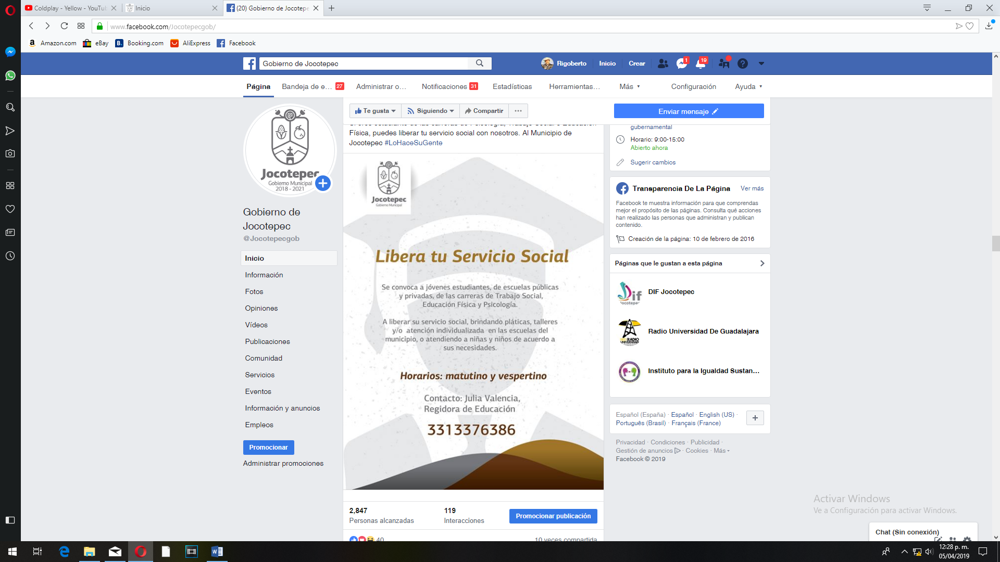 Coldplay - Yellow - YouTu
Inicio
(20) Gobierno de Jocotepe
www.facebook.com/Jocotepecgob/
Amazon.com
eBay
Booking.com
AliExpress
Facebook
Gobierno de Jocotepec
Rigoberto
Inicio
Crear
1
19
Página
Bandeja de e... 27
Administrar o...
Notificaciones 31
Estadísticas
Herramientas...
Más
Configuración
Ayuda
Jocotepec
Gobierno Municipal
2018 - 2021
Gobierno de
Jocotepec
@Jocotepecgob
Inicio
Información
Fotos
Opiniones
Vídeos
Publicaciones
Comunidad
Servicios
Eventos
Información y anuncios
Empleos
Promocionar
Administrar promociones
Te gusta
Siguiendo
Compartir
Enviar mensaje
Física, puedes liberar tu servicio social con nosotros. Al Municipio de
Jocotepec #LoHaceSuGente
Jocotepec
Gobierno Municipal
Libera tu Servicio Social
Se convoca a jóvenes estudiantes, de escuelas públicas
y privadas, de las carreras de Trabajo Social,
Educación Física y Psicología.
A liberar su servicio social, brindando pláticas, talleres
y/o atención individualizada en las escuelas del
municipio, o atendiendo a niñas y niños de acuerdo a
sus necesidades.
Horarios: matutino y vespertino
Contacto: Julia Valencia,
Regidora de Educación
3313376386
2,847
Personas alcanzadas
119
Interacciones
Promocionar publicación
40
10 veces compartida
gubernamental
Horario: 9:00-15:00
Abierto ahora
Sugerir cambios
Transparencia De La Página
Ver más
Facebook te muestra información para que comprendas
mejor el propósito de las páginas. Consulta qué acciones
han realizado las personas que administran y publican
contenido.
Creación de la página: 10 de febrero de 2016
Páginas que le gustan a esta página
DIF Jocotepec
Radio Universidad De Guadalajara
Instituto para la Igualdad Sustan...
Español (España) · Español · English (US) ·
Português (Brasil) · Français (France)
Privacidad · Condiciones · Publicidad ·
Gestión de anuncios · Cookies · Más
Facebook © 2019
Activar Windows
Ve a Configuración para activar Windows.
Chat (Sin conexión)
12:28 p. m.
05/04/2019